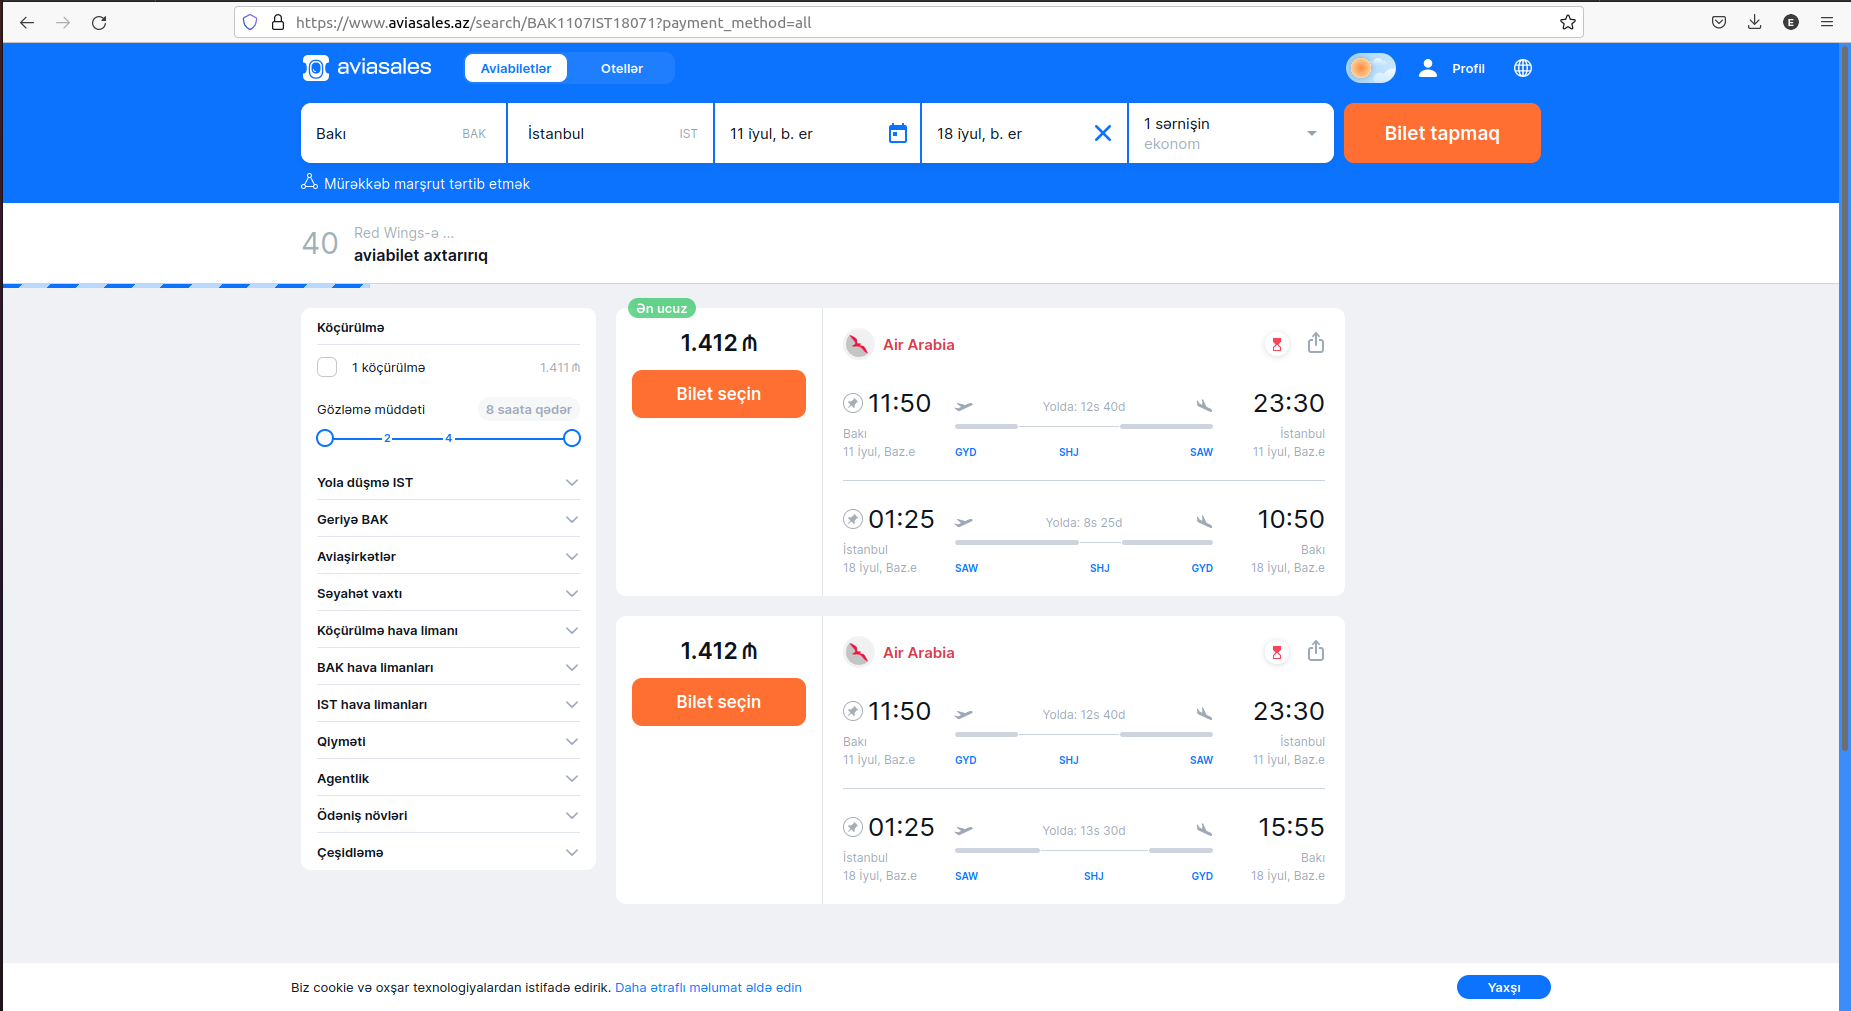 https://www.aviasales.az/search/BAK1107IST18071?payment_method=all
E
aviasales
Aviabiletlər
Otellər
Profil
Bakı BAK
İstanbul IST
11 iyul, b. er
18 iyul, b. er
1 sərnişin
ekonom
Bilet tapmaq
Mürəkkəb marşrut tərtib etmək
40
Red Wings-ə ...
aviabilet axtarırıq
Köçürülmə
1 köçürülmə 1.411 ₼
Gözləmə müddəti 8 saata qədər
2 4
Yola düşmə IST
Geriyə BAK
Aviaşirkətlər
Səyahət vaxtı
Köçürülmə hava limanı
BAK hava limanları
IST hava limanları
Qiyməti
Agentlik
Ödəniş növləri
Çeşidləmə
Ən ucuz
1.412 ₼
Bilet seçin
Air Arabia
11:50 Yolda: 12s 40d 23:30
Bakı İstanbul
11 İyul, Baz.e GYD SHJ SAW 11 İyul, Baz.e
01:25 Yolda: 8s 25d 10:50
İstanbul Bakı
18 İyul, Baz.e SAW SHJ GYD 18 İyul, Baz.e
1.412 ₼
Bilet seçin
Air Arabia
11:50 Yolda: 12s 40d 23:30
Bakı İstanbul
11 İyul, Baz.e GYD SHJ SAW 11 İyul, Baz.e
01:25 Yolda: 13s 30d 15:55
İstanbul Bakı
18 İyul, Baz.e SAW SHJ GYD 18 İyul, Baz.e
Biz cookie və oxşar texnologiyalardan istifadə edirik. Daha ətraflı məlumat əldə edin
Yaxşı